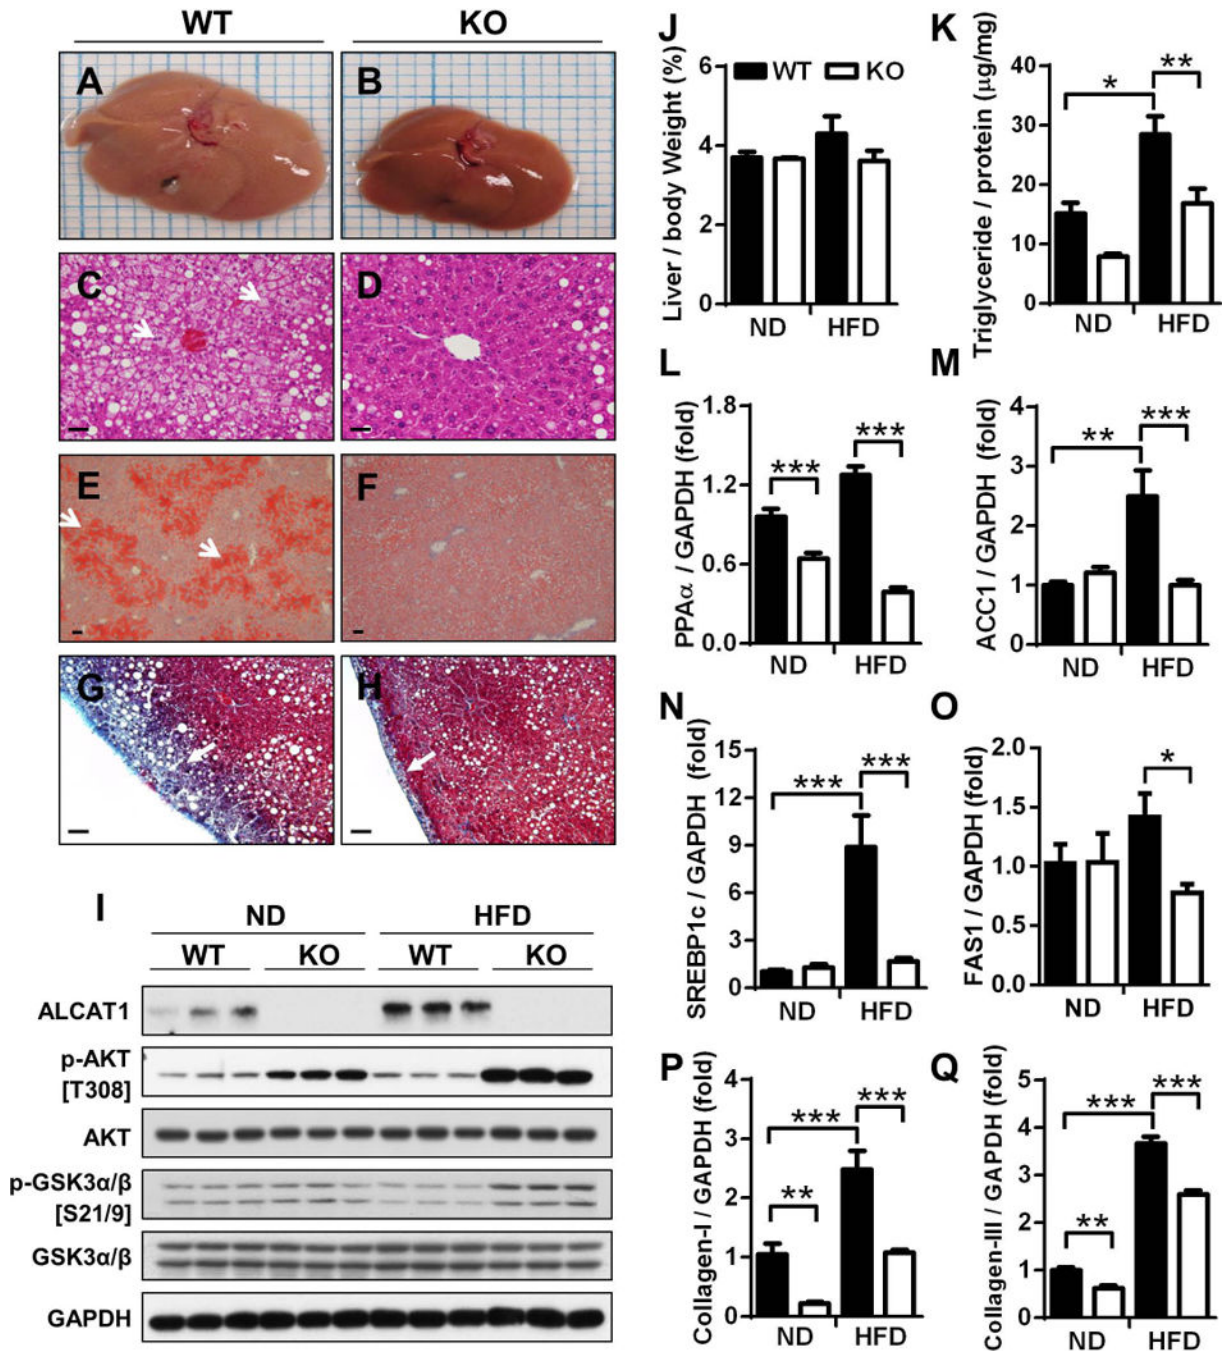 WT KO
A B
C D
E F
G H
I
ND HFD
WT KO WT KO
ALCAT1
p-AKT
[T308]
AKT
p-GSK3α/β
[S21/9]
GSK3α/β
GAPDH
J
Liver / body Weight (%)
WT KO
6
4
2
0
ND HFD
K
Triglyceride / protein (µg/mg)
40
30
20
10
0
* **
ND HFD
L
PPAα / GAPDH (fold)
1.8
1.2
0.6
0.0
*** ***
ND HFD
M
ACC1 / GAPDH (fold)
4
3
2
1
0
** ***
ND HFD
N
SREBP1c / GAPDH (fold)
15
12
9
6
3
0
*** ***
ND HFD
O
FAS1 / GAPDH (fold)
2.0
1.5
1.0
0.5
0.0
*
ND HFD
P
Collagen-I / GAPDH (fold)
4
3
2
1
0
** *** ***
ND HFD
Q
Collagen-III / GAPDH (fold)
5
4
3
2
1
0
** *** ***
ND HFD